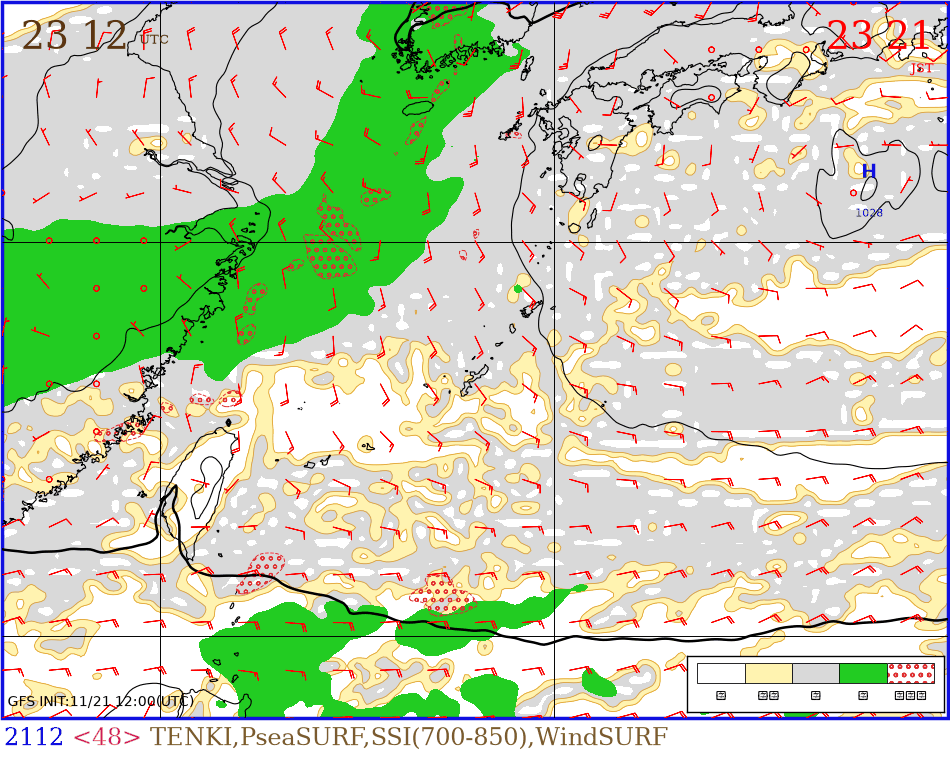 23 12 UTC
23 21 JST
H
1028
GFS INIT:11/21 12:00(UTC)
2112 <48> TENKI,PseaSURF,SSI(700-850),WindSURF